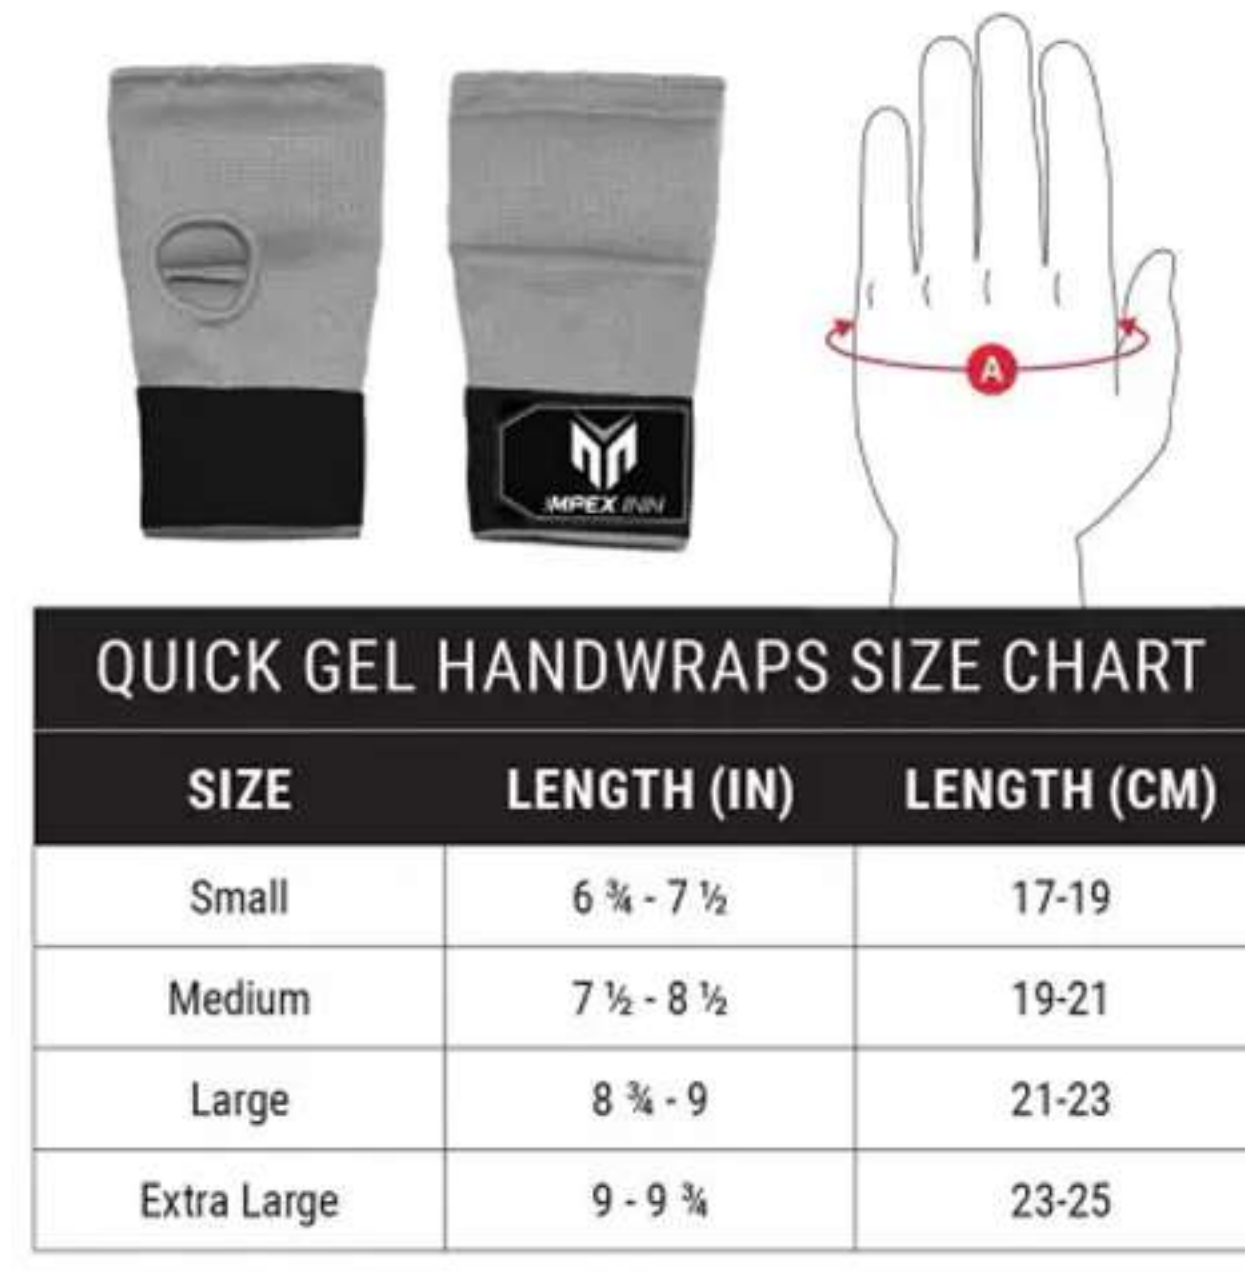 A
IMPEX INN
QUICK GEL HANDWRAPS SIZE CHART
SIZE LENGTH (IN) LENGTH (CM)
Small 6 ¾ - 7 ½ 17-19
Medium 7 ½ - 8 ½ 19-21
Large 8 ¾ - 9 21-23
Extra Large 9 - 9 ¾ 23-25